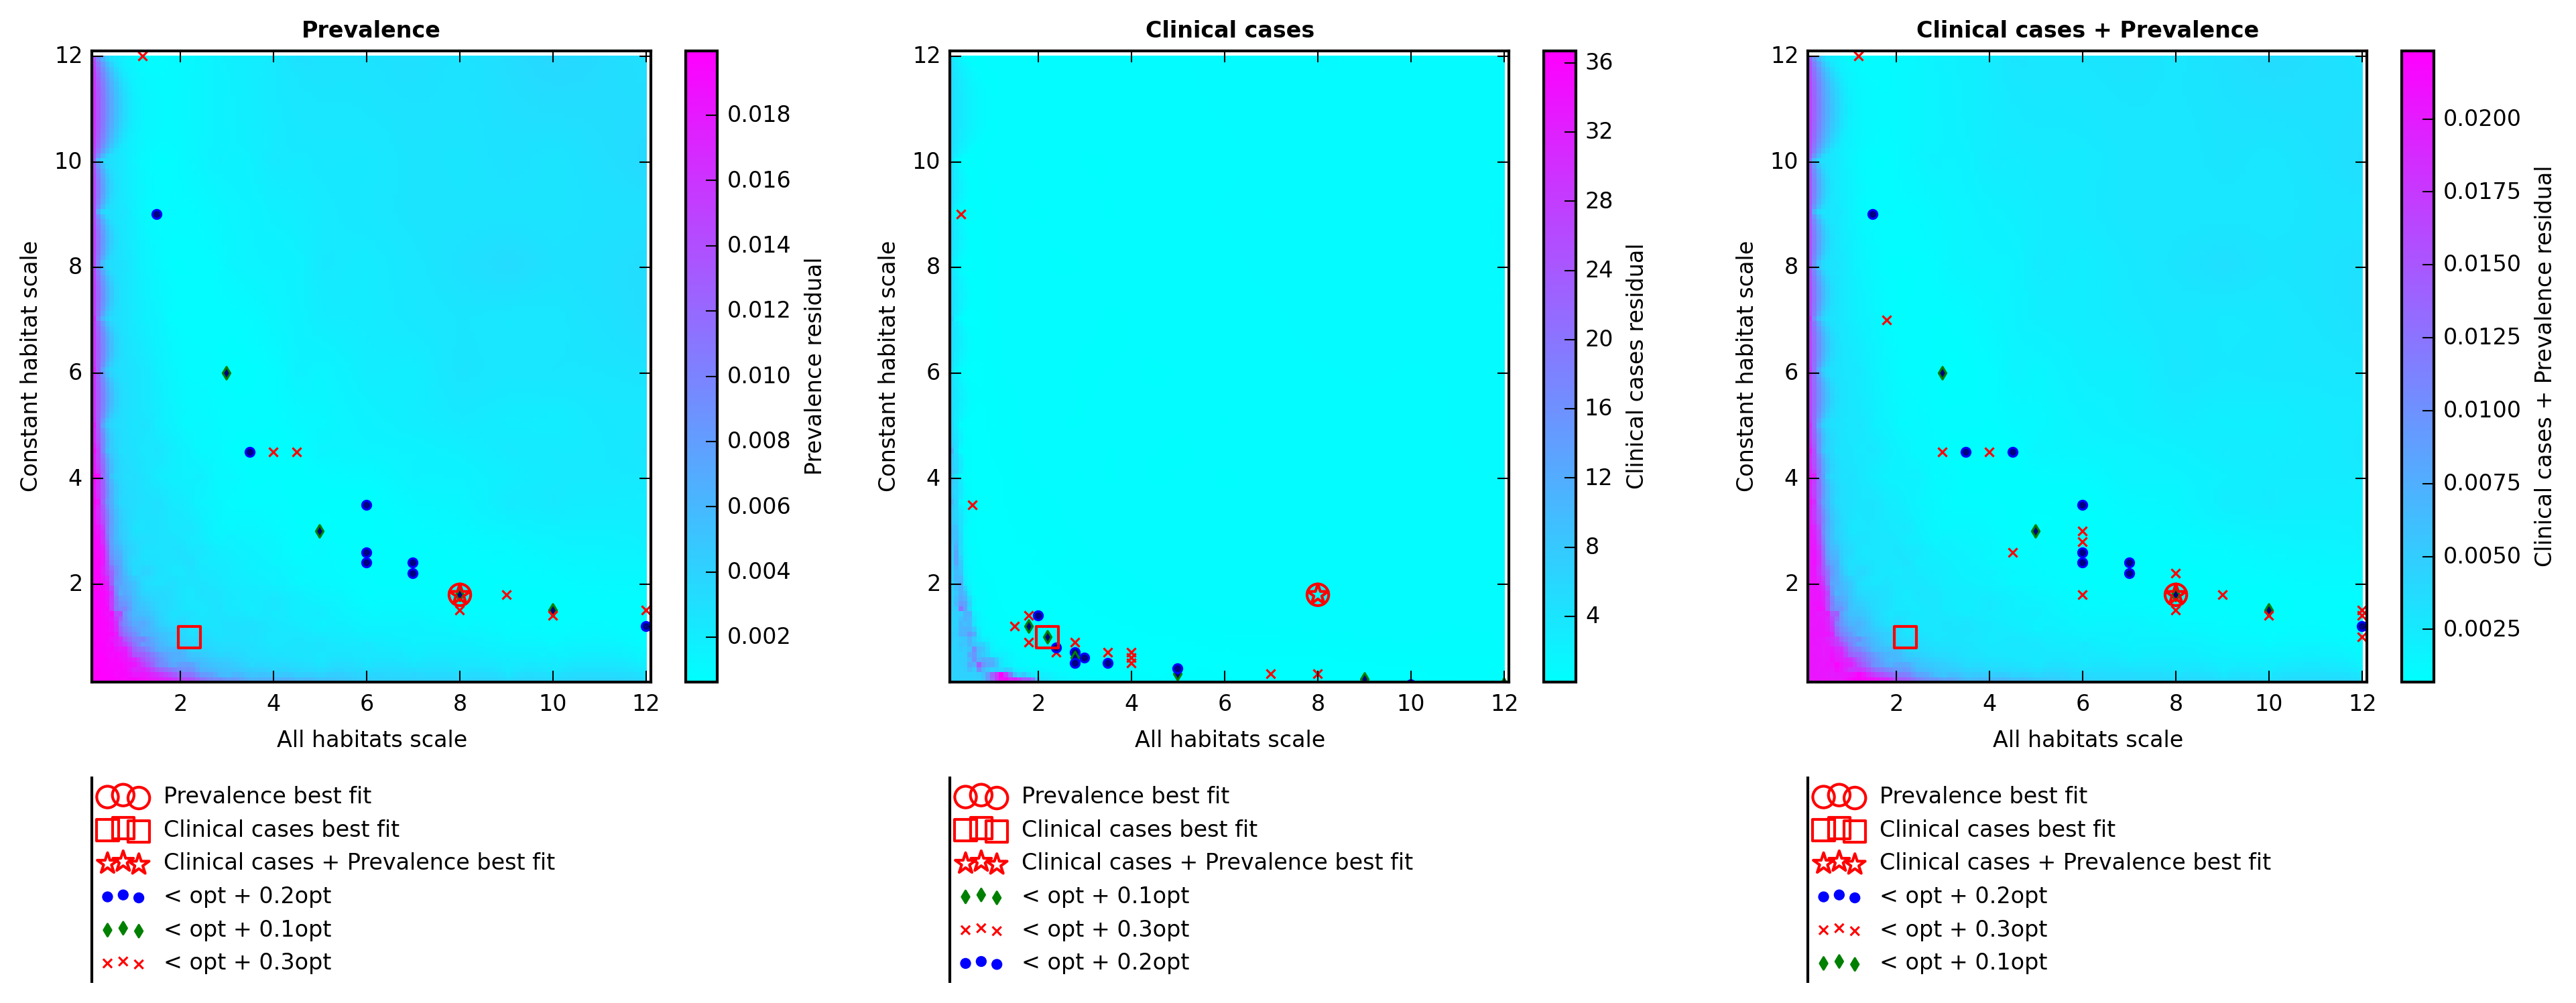 Prevalence
12
10
8
6
4
2
Constant habitat scale
2 4 6 8 10 12
All habitats scale
0.018
0.016
0.014
0.012
0.010
0.008
0.006
0.004
0.002
Prevalence residual
Prevalence best fit
Clinical cases best fit
Clinical cases + Prevalence best fit
< opt + 0.2opt
< opt + 0.1opt
< opt + 0.3opt
Clinical cases
12
10
8
6
4
2
Constant habitat scale
2 4 6 8 10 12
All habitats scale
36
32
28
24
20
16
12
8
4
Clinical cases residual
Prevalence best fit
Clinical cases best fit
Clinical cases + Prevalence best fit
< opt + 0.1opt
< opt + 0.3opt
< opt + 0.2opt
Clinical cases + Prevalence
12
10
8
6
4
2
Constant habitat scale
2 4 6 8 10 12
All habitats scale
0.0200
0.0175
0.0150
0.0125
0.0100
0.0075
0.0050
0.0025
Clinical cases + Prevalence residual
Prevalence best fit
Clinical cases best fit
Clinical cases + Prevalence best fit
< opt + 0.2opt
< opt + 0.3opt
< opt + 0.1opt